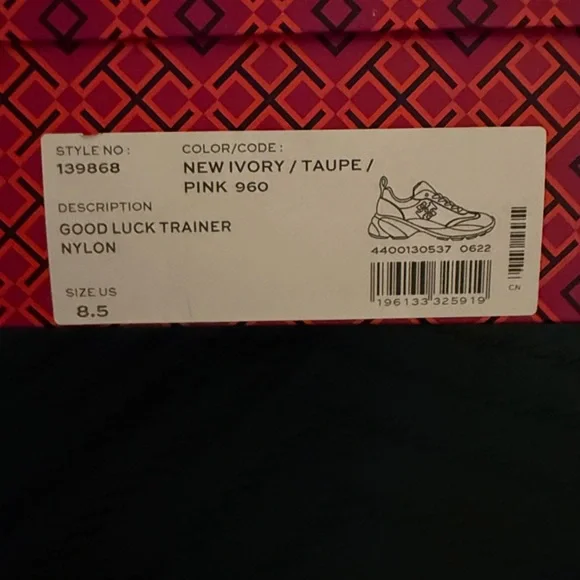 STYLE NO :
139868
COLOR/CODE :
NEW IVORY / TAUPE /
PINK 960
DESCRIPTION
GOOD LUCK TRAINER
NYLON
SIZE US
8.5
4400130537 0622
196133 325919
CN